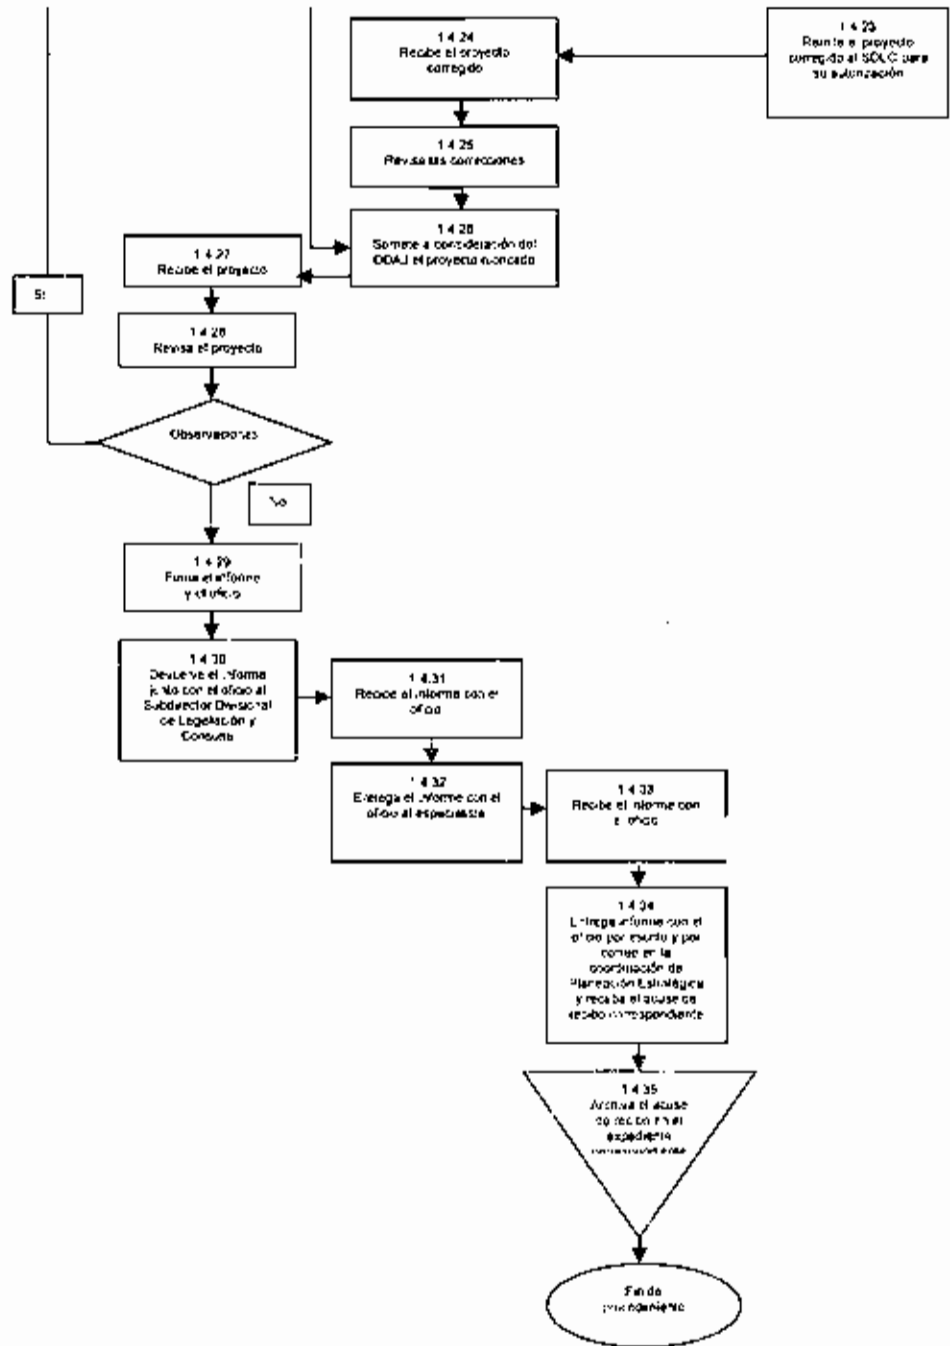 1.4.23
Remite el proyecto
corregido al SDLC para
su autorización
1.4.24
Recibe el proyecto
corregido
1.4.25
Revisa las correcciones
1.4.26
Somete a consideración del
DDAJ el proyecto rubricado
1.4.27
Recibe el proyecto
Si
1.4.28
Revisa el proyecto
Observaciones
No
1.4.29
Firma el informe
y el oficio
1.4.30
Devuelve el informe
junto con el oficio al
Subdirector Divisional
de Legislación y
Consulta
1.4.31
Recibe el informe con el
oficio
1.4.32
Entrega el informe con el
oficio al especialista
1.4.33
Recibe el informe con
el oficio
1.4.34
Entrega informe con el
oficio por escrito y por
correo en la
coordinación de
Planeación Estratégica
y recaba el acuse de
recibo correspondiente
1.4.35
Archiva el acuse
de recibo en el
expediente
Fin de
procedimiento